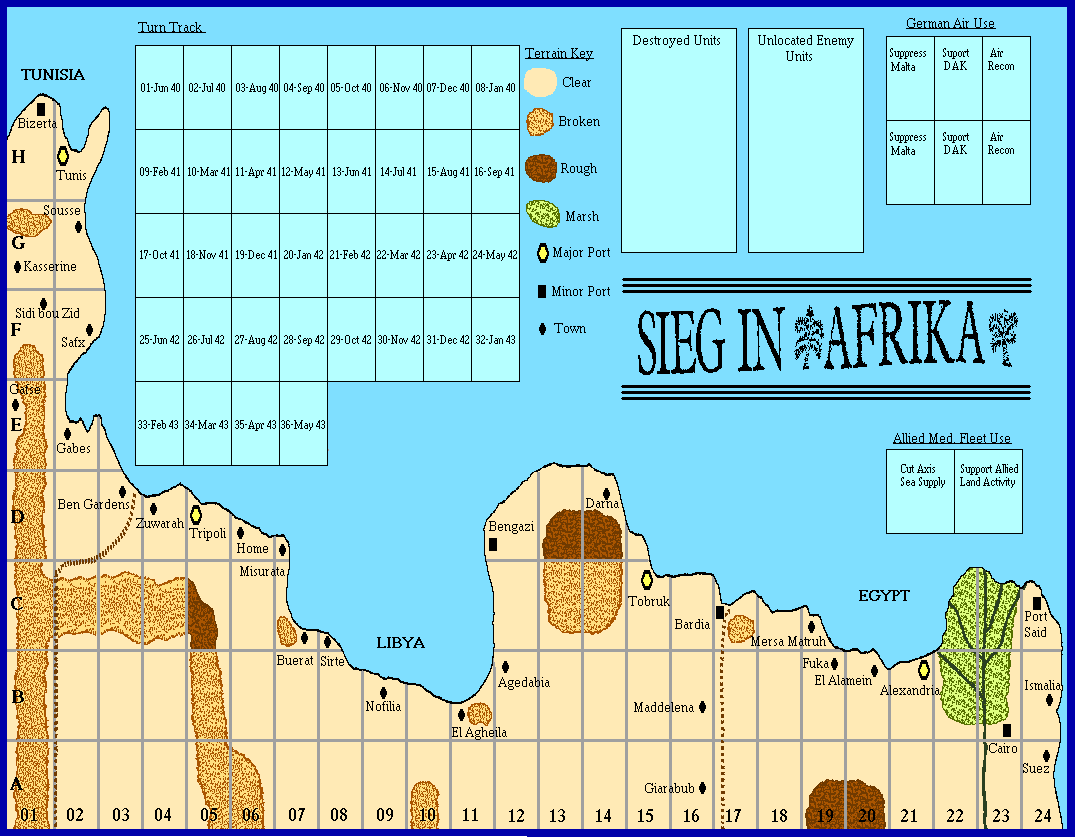 Turn Track
01-Jun 40 02-Jul 40 03-Aug 40 04-Sep 40 05-Oct 40 06-Nov 40 07-Dec 40 08-Jan 40
09-Feb 41 10-Mar 41 11-Apr 41 12-May 41 13-Jun 41 14-Jul 41 15-Aug 41 16-Sep 41
17-Oct 41 18-Nov 41 19-Dec 41 20-Jan 42 21-Feb 42 22-Mar 42 23-Apr 42 24-May 42
25-Jun 42 26-Jul 42 27-Aug 42 28-Sep 42 29-Oct 42 30-Nov 42 31-Dec 42 32-Jan 43
33-Feb 43 34-Mar 43 35-Apr 43 36-May 43
Terrain Key
Clear
Broken
Rough
Marsh
Major Port
Minor Port
Town
Destroyed Units
Unlocated Enemy
Units
German Air Use
Suppress
Malta
Suport
DAK
Air
Recon
Suppress
Malta
Suport
DAK
Air
Recon
SIEG IN AFRIKA
Allied Med. Fleet Use
Cut Axis
Sea Supply
Support Allied
Land Activity
TUNISIA
Bizerta
H
Tunis
Sousse
G
Kasserine
Sidi bou Zid
F
Safx
Gafse
E
Gabes
Ben Gardens
D
Zuwarah
Tripoli
Home
Misurata
Bengazi
Darna
C
Tobruk
Bardia
EGYPT
Mersa Matruh
Port
Said
LIBYA
Buerat
Sirte
Fuka
El Alamein
Alexandria
Ismalia
B
Nofilia
Agedabia
El Agheila
Maddelena
Cairo
Suez
A
Giarabub
01 02 03 04 05 06 07 08 09 10 11 12 13 14 15 16 17 18 19 20 21 22 23 24